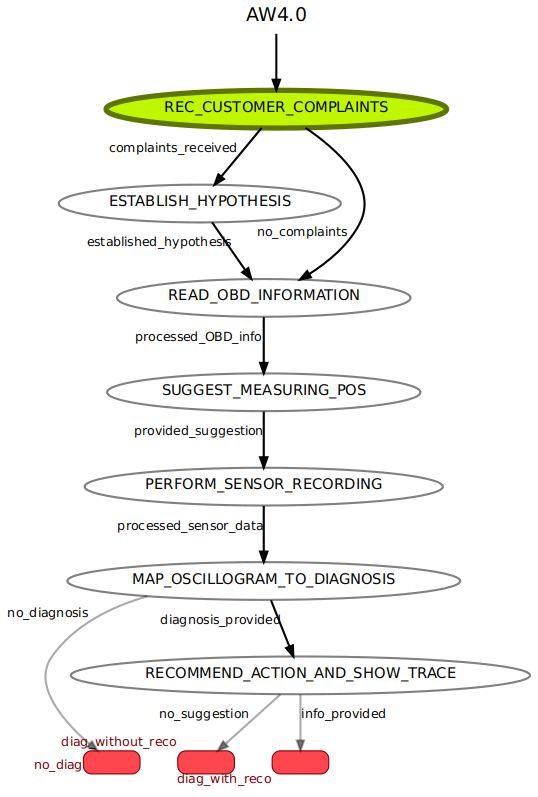 AW4.0
REC_CUSTOMER_COMPLAINTS
complaints_received
ESTABLISH_HYPOTHESIS
no_complaints
established_hypothesis
READ_OBD_INFORMATION
processed_OBD_info
SUGGEST_MEASURING_POS
provided_suggestion
PERFORM_SENSOR_RECORDING
processed_sensor_data
MAP_OSCILLOGRAM_TO_DIAGNOSIS
no_diagnosis
diagnosis_provided
RECOMMEND_ACTION_AND_SHOW_TRACE
no_suggestion
info_provided
diag_without_reco
no_diag
diag_with_reco